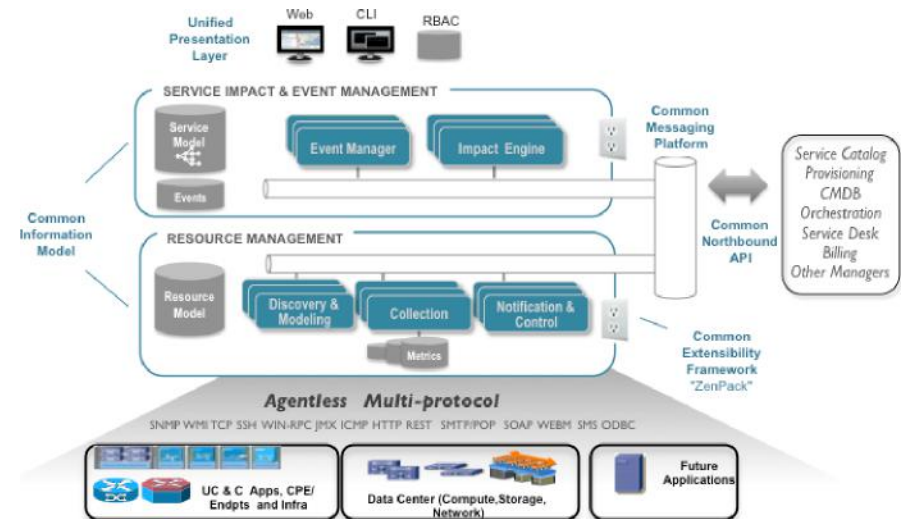 Unified
Presentation
Layer
Web
CLI
RBAC
SERVICE IMPACT & EVENT MANAGEMENT
Service
Model
Events
Event Manager
Impact Engine
Common
Messaging
Platform
Common
Information
Model
Service Catalog
Provisioning
CMDB
Orchestration
Service Desk
Billing
Other Managers
Common
Northbound
API
RESOURCE MANAGEMENT
Resource
Model
Discovery &
Modeling
Collection
Notification &
Control
Metrics
Common
Extensibility
Framework
"ZenPack"
Agentless Multi-protocol
SNMP WMI TCP SSH WIN-RPC JMX ICMP HTTP REST SMTP/POP SOAP WEBM SMS ODBC
UC & C Apps, CPE/
Endpts and Infra
Data Center (Compute,Storage,
Network)
Future
Applications